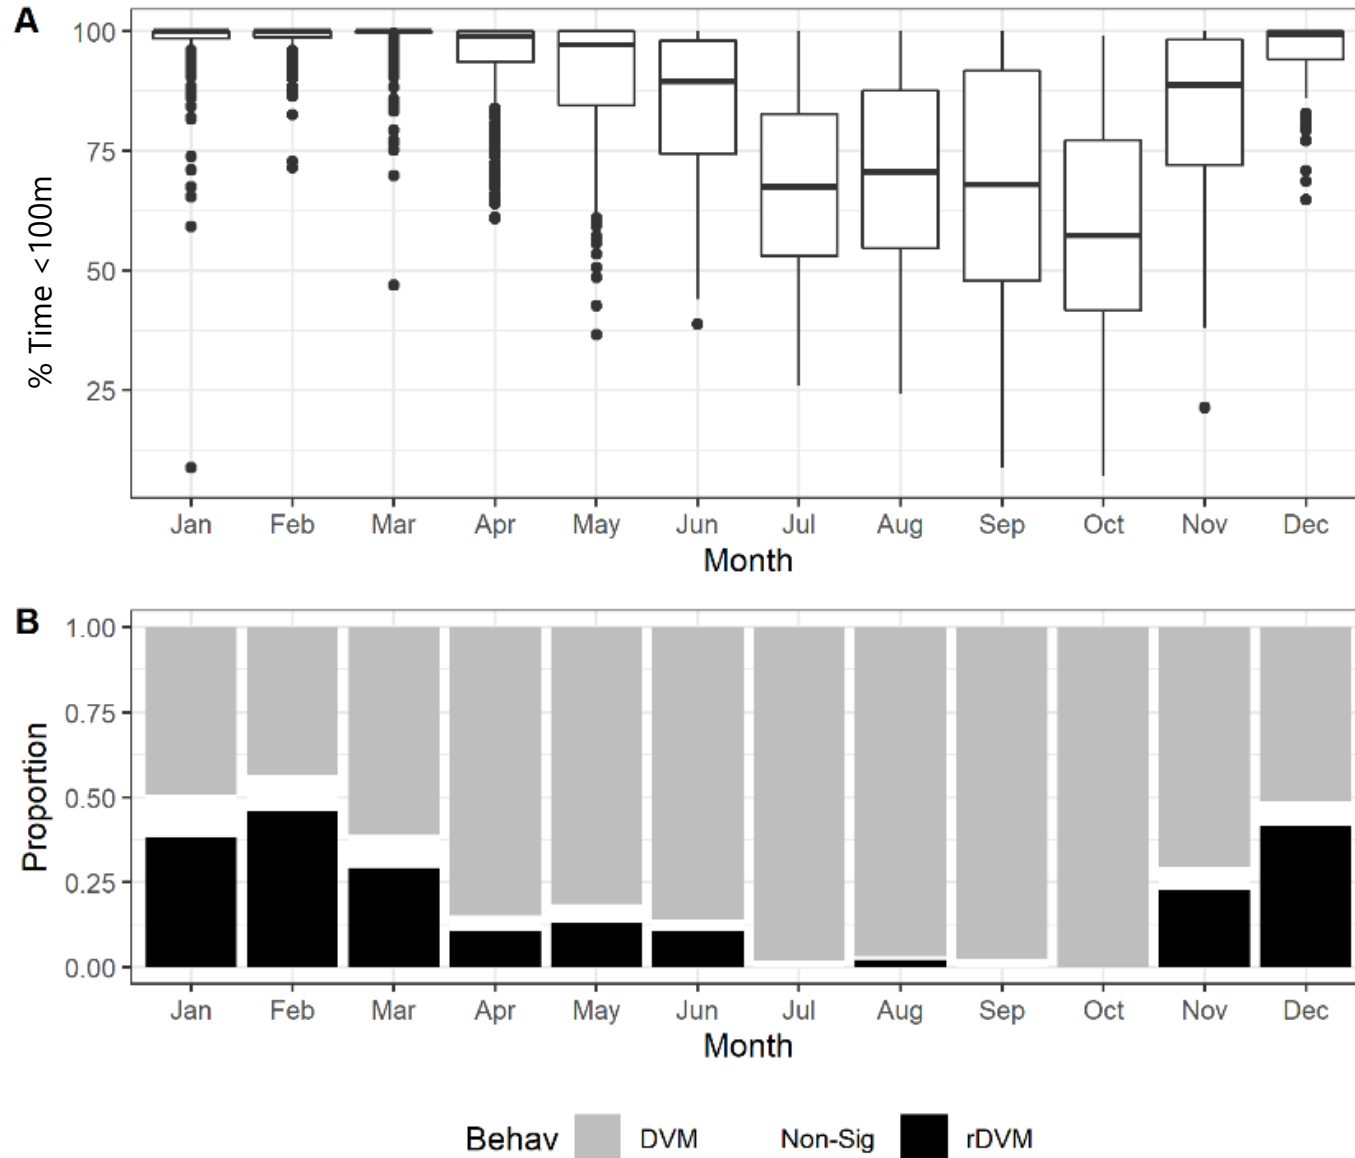 A
% Time <100m
100
75
50
25
Jan Feb Mar Apr May Jun Jul Aug Sep Oct Nov Dec
Month
B
Proportion
1.00
0.75
0.50
0.25
0.00
Jan Feb Mar Apr May Jun Jul Aug Sep Oct Nov Dec
Month
Behav DVM Non-Sig rDVM